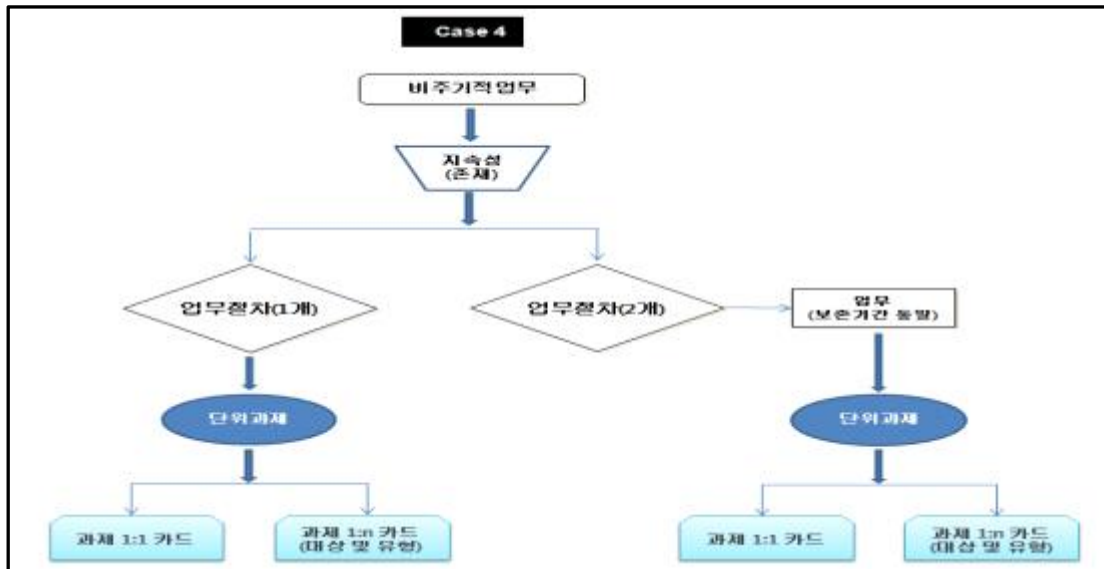 Case 4
비주기적업무
지속성
(존재)
업무절차(1개)
업무절차(2개)
업무
(보존기간 동일)
단위과제
단위과제
과제 1:1 카드
과제 1:n 카드
(대상 및 유형)
과제 1:1 카드
과제 1:n 카드
(대상 및 유형)